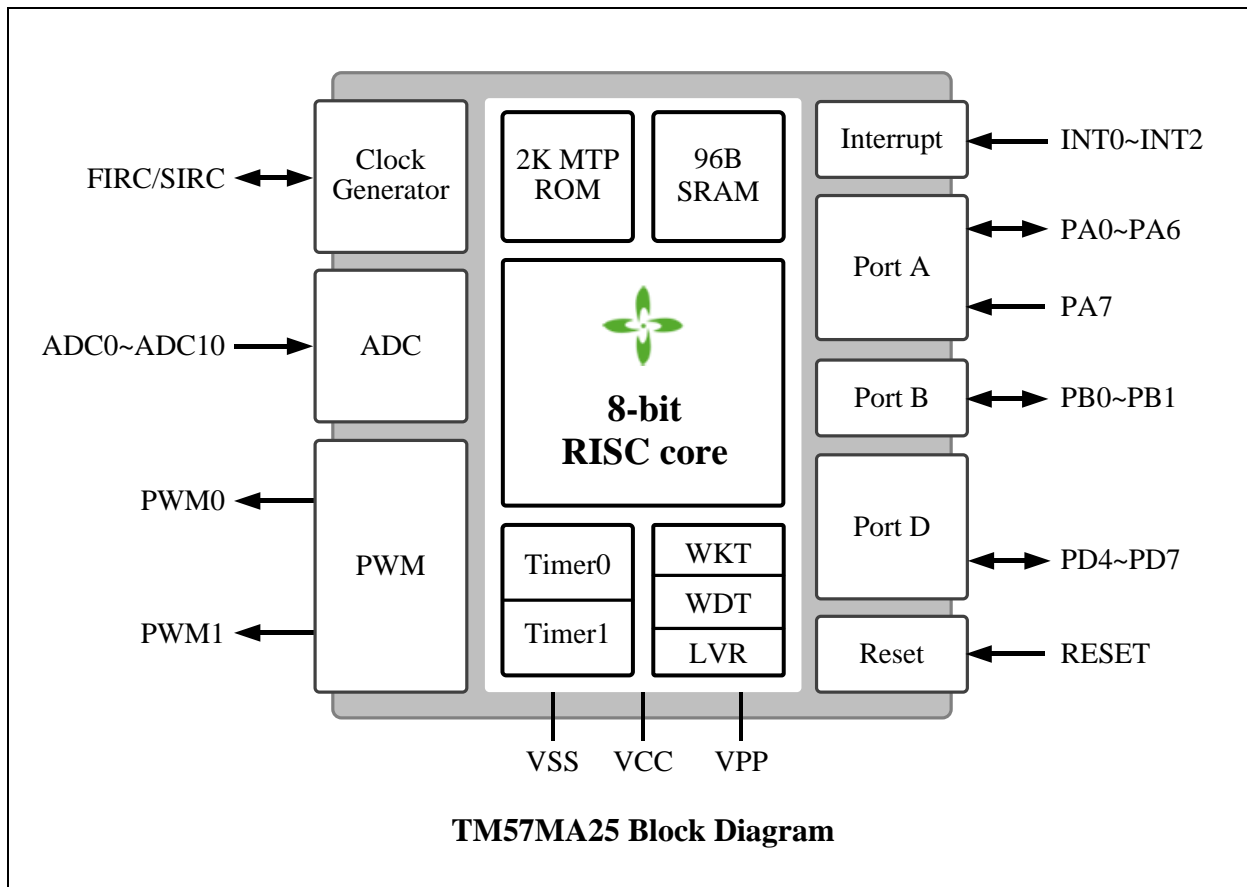 FIRC/SIRC
Clock
Generator
2K MTP
ROM
96B
SRAM
Interrupt
INT0~INT2
PA0~PA6
Port A
PA7
ADC0~ADC10
ADC
8-bit
RISC core
Port B
PB0~PB1
PWM0
PWM
PWM1
Timer0
Timer1
WKT
WDT
LVR
Port D
PD4~PD7
Reset
RESET
VSS
VCC
VPP
TM57MA25 Block Diagram